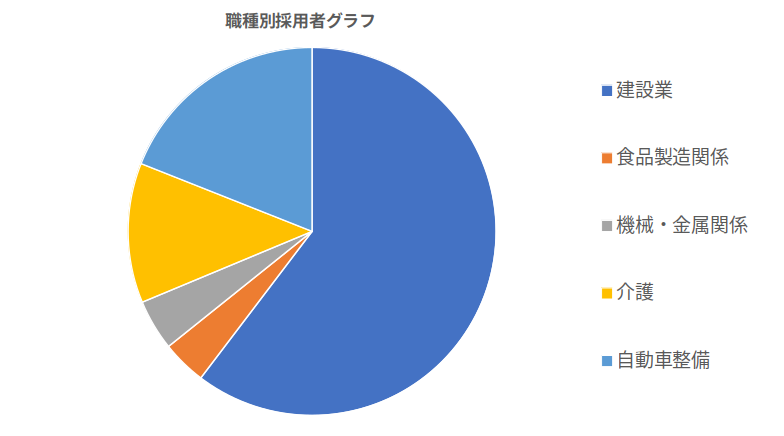 職種別採用者グラフ
建設業
食品製造関係
機械・金属関係
介護
自動車整備